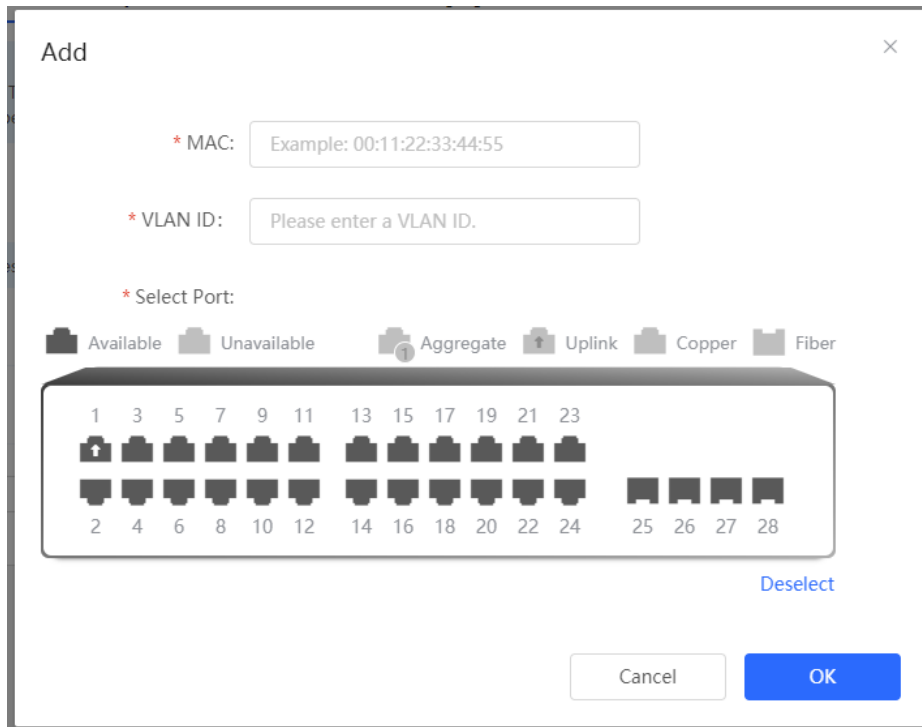 Add
* MAC: Example: 00:11:22:33:44:55
* VLAN ID: Please enter a VLAN ID.
* Select Port:
Available Unavailable 1 Aggregate Uplink Copper Fiber
1 3 5 7 9 11 13 15 17 19 21 23
2 4 6 8 10 12 14 16 18 20 22 24 25 26 27 28
Deselect
Cancel OK